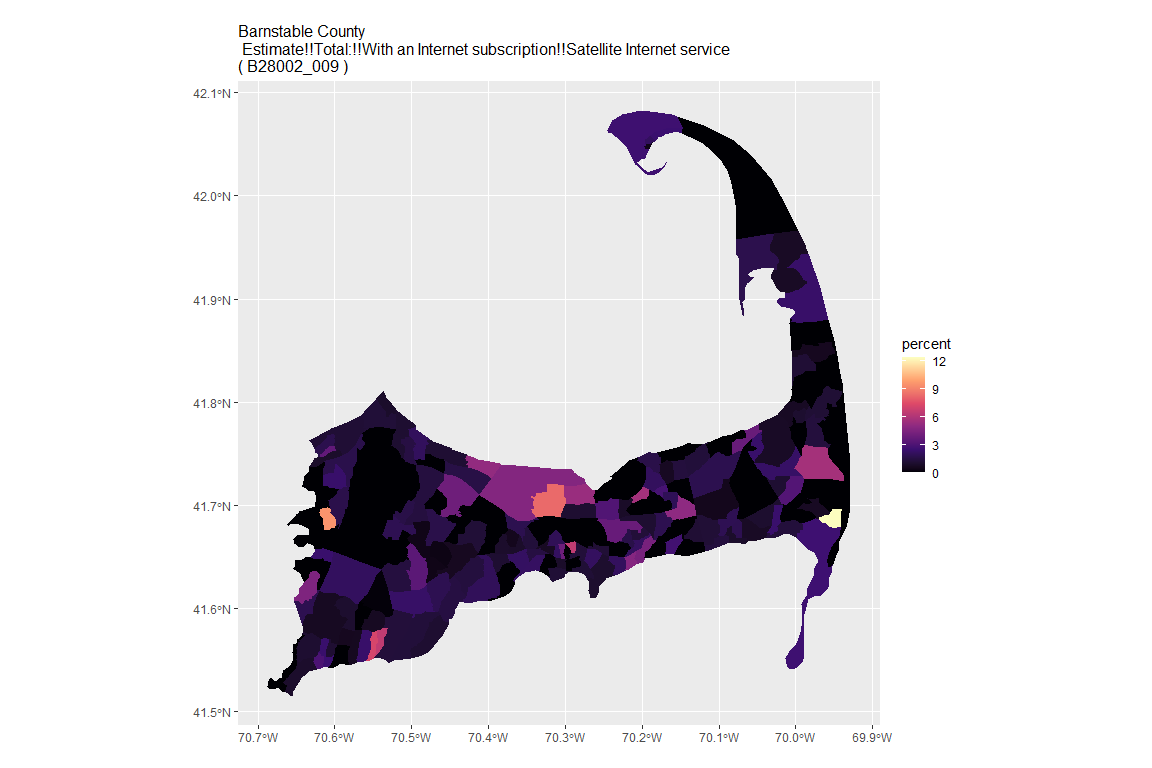 Barnstable County
Estimate!!Total:!!With an Internet subscription!!Satellite Internet service
( B28002_009 )
42.1°N
42.0°N
41.9°N
41.8°N
41.7°N
41.6°N
41.5°N
70.7°W 70.6°W 70.5°W 70.4°W 70.3°W 70.2°W 70.1°W 70.0°W 69.9°W
percent
12
9
6
3
0